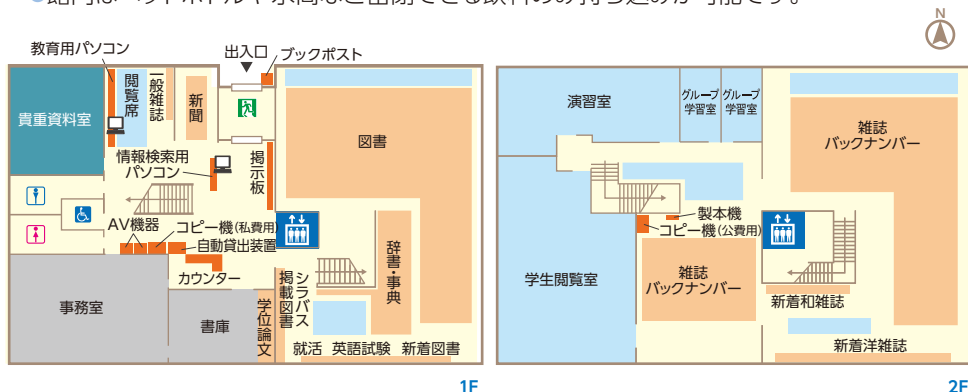 ●館内はペットボトルや水筒など密閉できる飲料のみ持ち込みが可能です。
N
教育用パソコン
出入口
ブックポスト
貴重資料室
閲覧席
一般雑誌
新聞
図書
情報検索用
パソコン
掲示板
AV機器
コピー機(私費用)
自動貸出装置
カウンター
事務室
書庫
学位論文
シラバス
掲載図書
辞書・事典
就活
英語試験
新着図書
1F
演習室
グループ
学習室
グループ
学習室
雑誌
バックナンバー
製本機
コピー機(公費用)
学生閲覧室
雑誌
バックナンバー
新着和雑誌
新着洋雑誌
2F